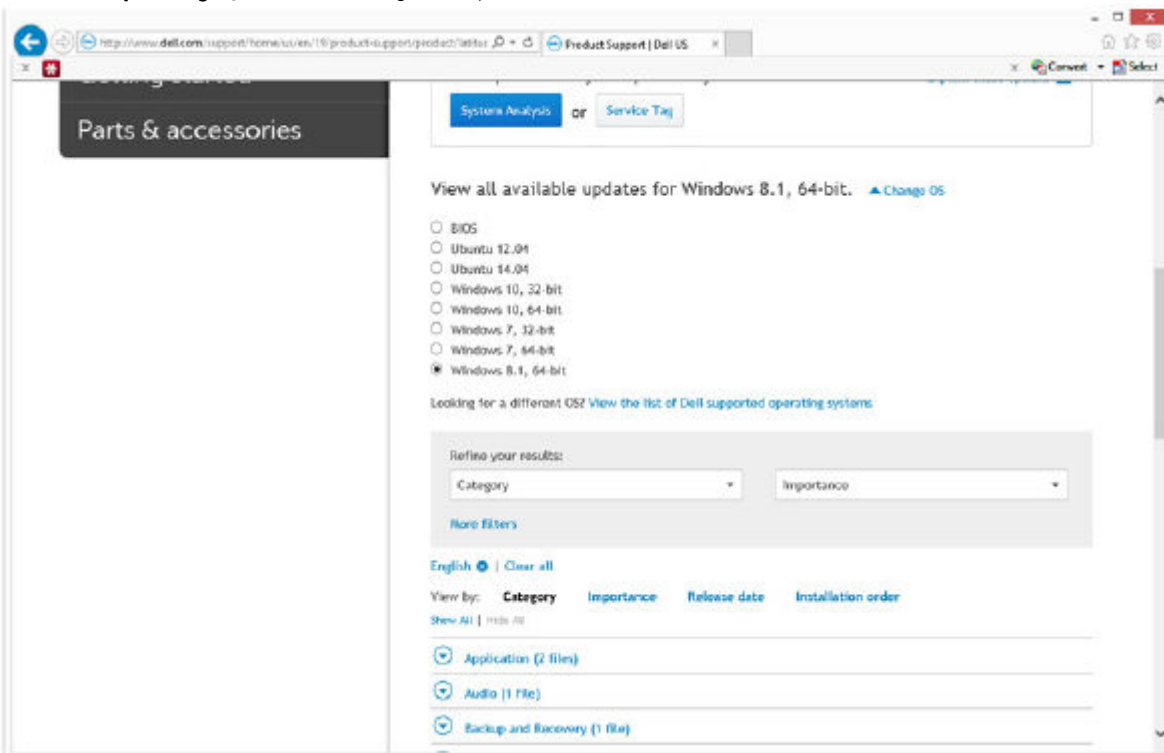 http://www.dell.com/support/home/us/en/19/product-support/product/latitu
Product Support | Dell US
Convert
Select
Parts & accessories
System Analysis or Service Tag
View all available updates for Windows 8.1, 64-bit. Change OS
BIOS
Ubuntu 12.04
Ubuntu 14.04
Windows 10, 32-bit
Windows 10, 64-bit
Windows 7, 32-bit
Windows 7, 64-bit
Windows 8.1, 64-bit
Looking for a different OS? View the list of Dell supported operating systems
Refine your results:
Category
Importance
More filters
English | Clear all
View by: Category Importance Release date Installation order
Show All | Hide All
Application (2 files)
Audio (1 file)
Backup and Recovery (1 file)